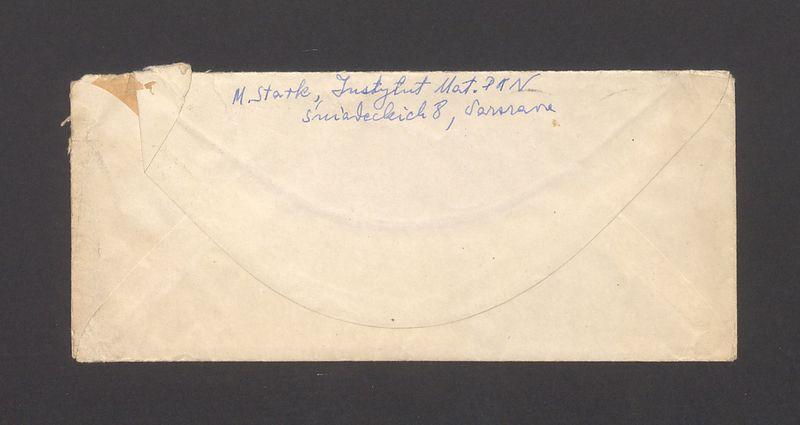 M. Stark, Instytut Mat. PAN
Śniadeckich 8, Warszawa